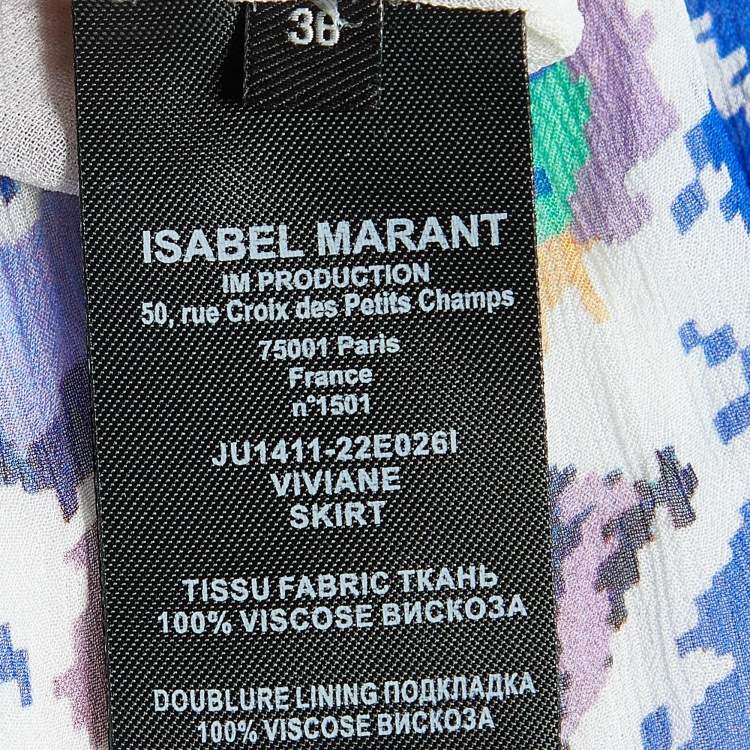 36
ISABEL MARANT
IM PRODUCTION
50, rue Croix des Petits Champs
75001 Paris
France
n°1501
JU1411-22E026I
VIVIANE
SKIRT
TISSU FABRIC ТКАНЬ
100% VISCOSE ВИСКОЗА
DOUBLURE LINING ПОДКЛАДКА
100% VISCOSE ВИСКОЗА